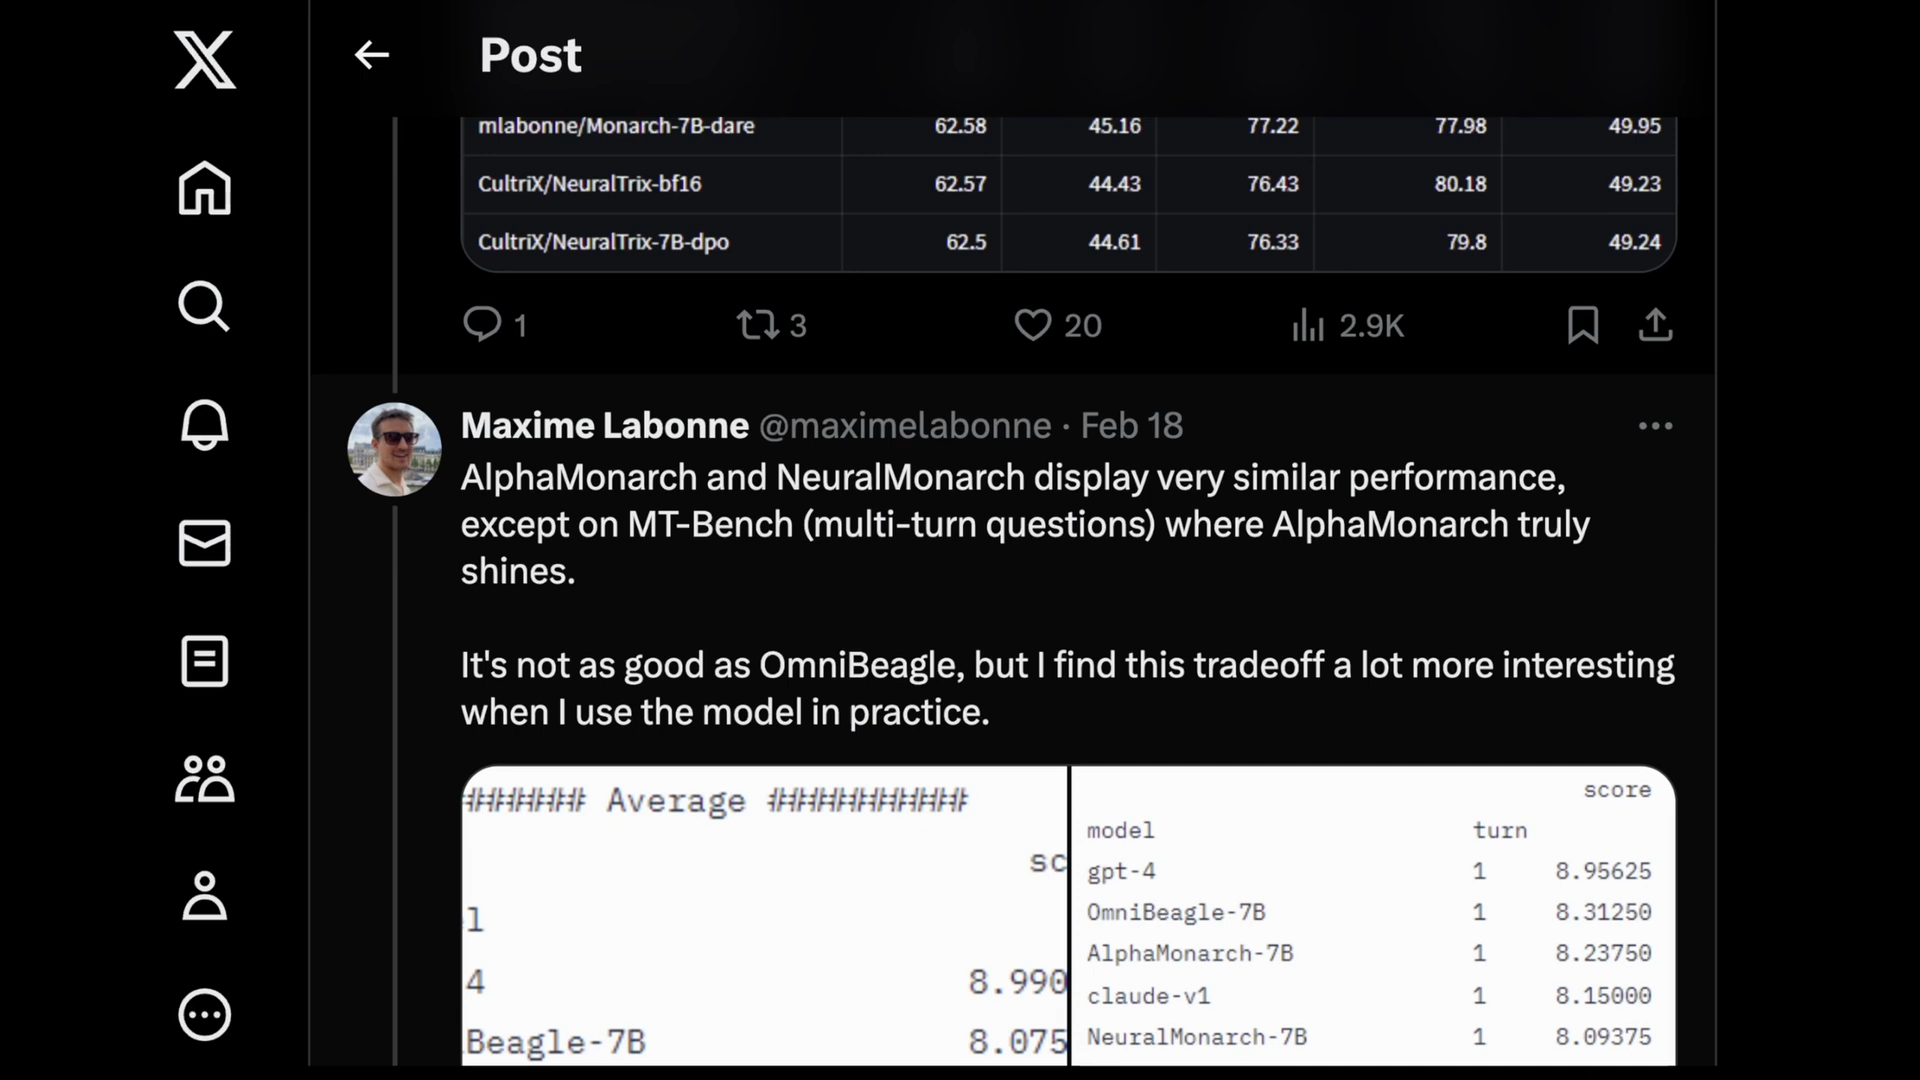 Post
mlabonne/Monarch-7B-dare 62.58 45.16 77.22 77.98 49.95
CultriX/NeuralTrix-bf16 62.57 44.43 76.43 80.18 49.23
CultriX/NeuralTrix-7B-dpo 62.5 44.61 76.33 79.8 49.24
1 3 20 2.9K
Maxime Labonne @maximelabonne · Feb 18
AlphaMonarch and NeuralMonarch display very similar performance,
except on MT-Bench (multi-turn questions) where AlphaMonarch truly
shines.
It's not as good as OmniBeagle, but I find this tradeoff a lot more interesting
when I use the model in practice.
###### Average ##########
sc
l
4 8.990
Beagle-7B 8.075
score
model turn
gpt-4 1 8.95625
OmniBeagle-7B 1 8.31250
AlphaMonarch-7B 1 8.23750
claude-v1 1 8.15000
NeuralMonarch-7B 1 8.09375